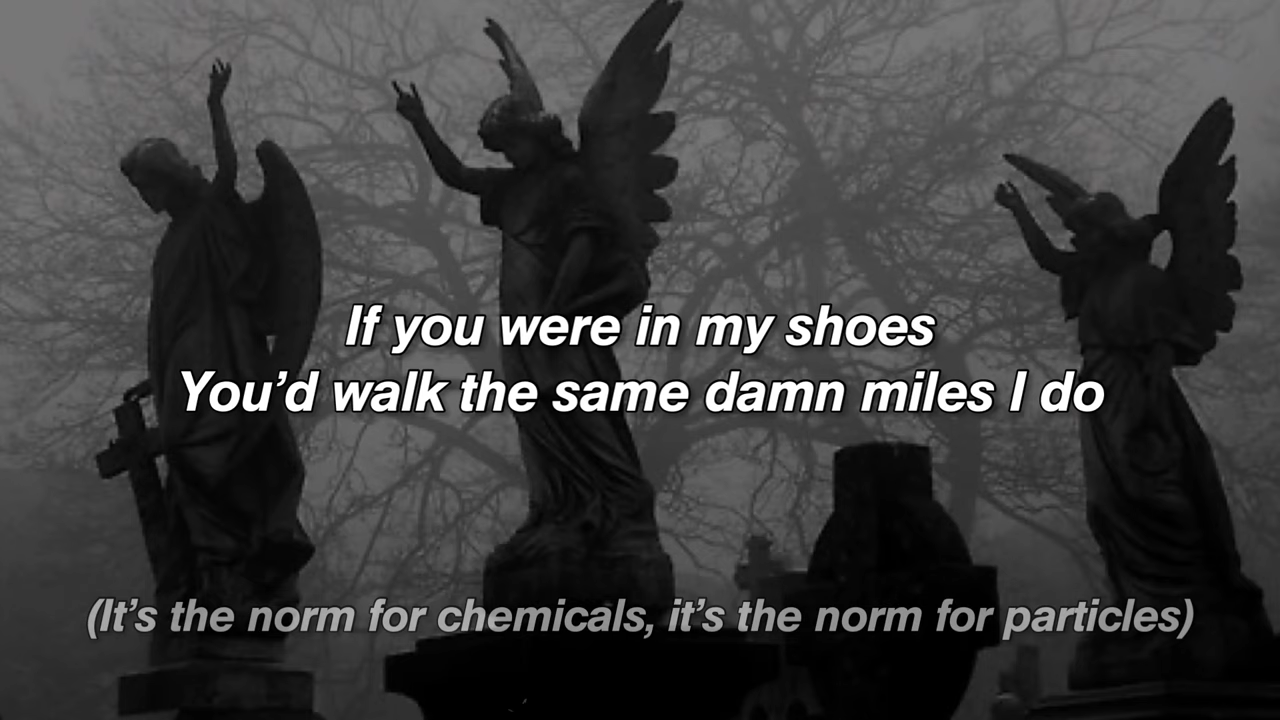 If you were in my shoes
You’d walk the same damn miles I do
(It’s the norm for chemicals, it’s the norm for particles)